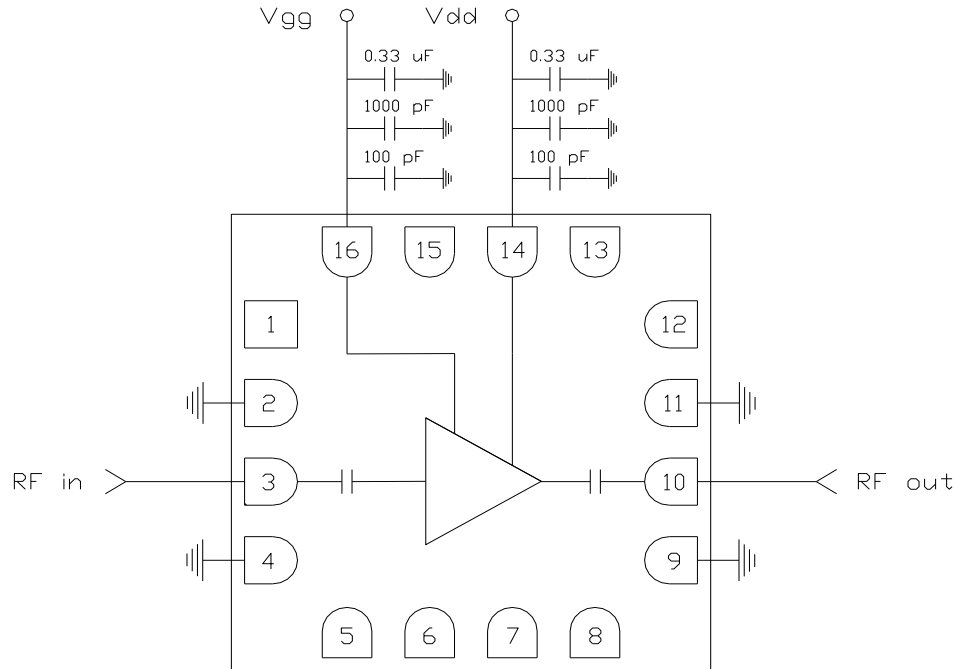 Vgg Vdd
0.33 uF 0.33 uF
1000 pF 1000 pF
100 pF 100 pF
16 15 14 13
1 12
2 11
RF in 3 10 RF out
4 9
5 6 7 8